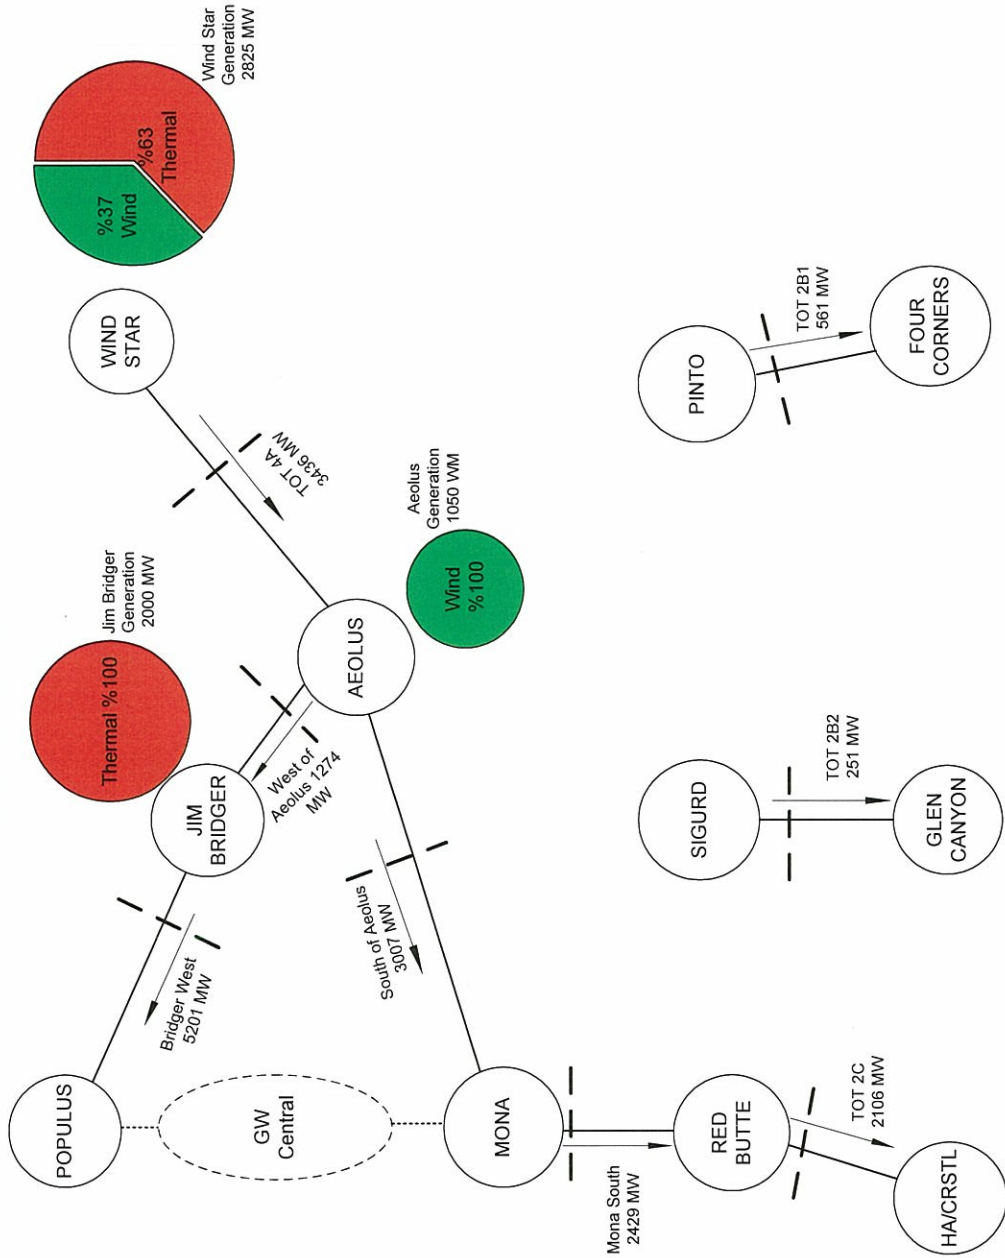 Wind Star
Generation
2825 MW
%37
Wind
%63
Thermal
WIND
STAR
TOT 4A
3436 MW
Jim Bridger
Generation
2000 MW
Thermal %100
Aeolus
Generation
1050 WM
Wind
%100
AEOLUS
JIM
BRIDGER
West of
Aeolus 1274
MW
Bridger West
5201 MW
South of Aeolus
3007 MW
POPULUS
GW
Central
MONA
Mona South
2429 MW
RED
BUTTE
TOT 2C
2106 MW
HA/CRSTL
SIGURD
TOT 2B2
251 MW
GLEN
CANYON
PINTO
TOT 2B1
561 MW
FOUR
CORNERS